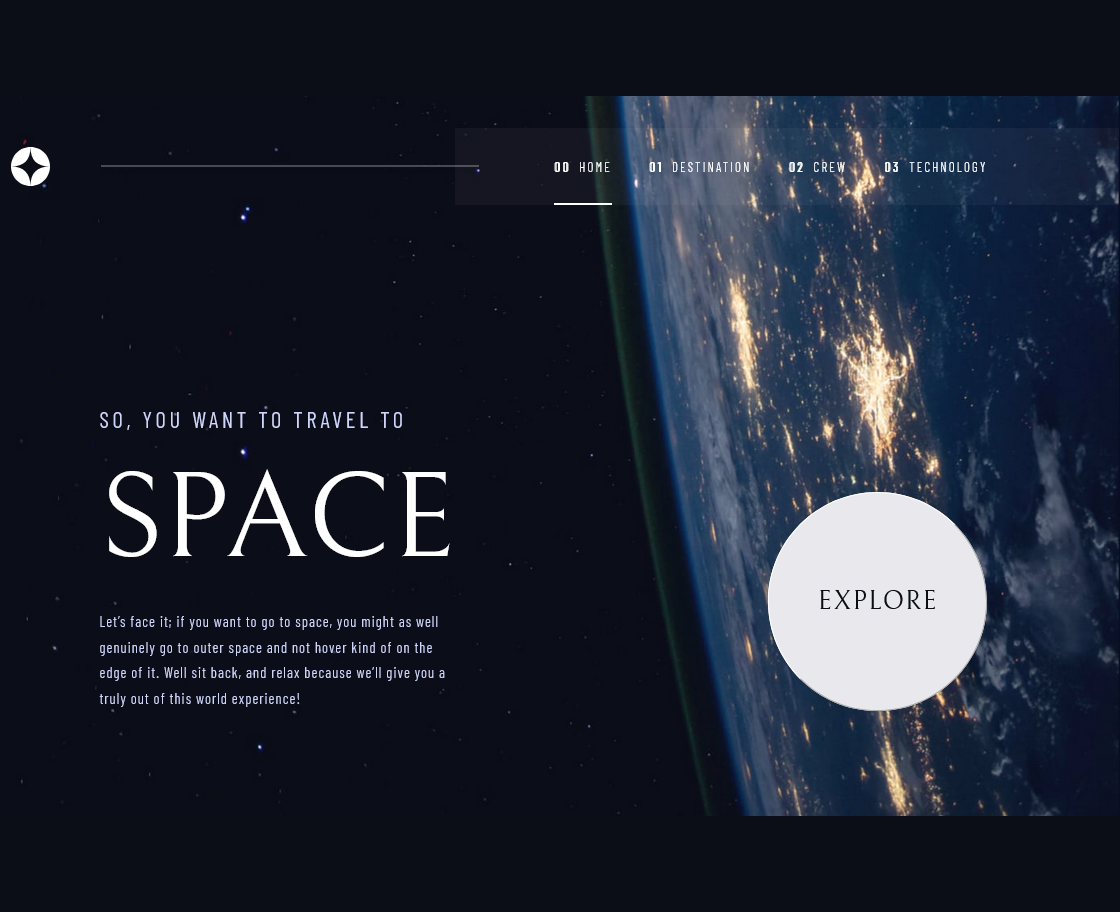 00 HOME 01 DESTINATION 02 CREW 03 TECHNOLOGY
SO, YOU WANT TO TRAVEL TO
SPACE
Let's face it; if you want to go to space, you might as well
genuinely go to outer space and not hover kind of on the
edge of it. Well sit back, and relax because we'll give you a
truly out of this world experience!
EXPLORE